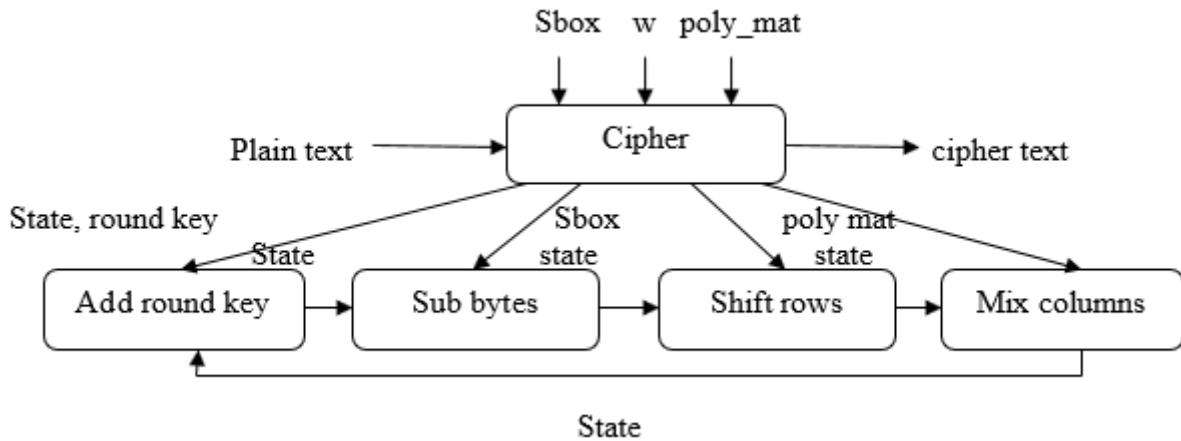 Sbox w poly_mat
Cipher
Plain text
cipher text
State, round key
Sbox
poly mat
State
state
state
Add round key
Sub bytes
Shift rows
Mix columns
State